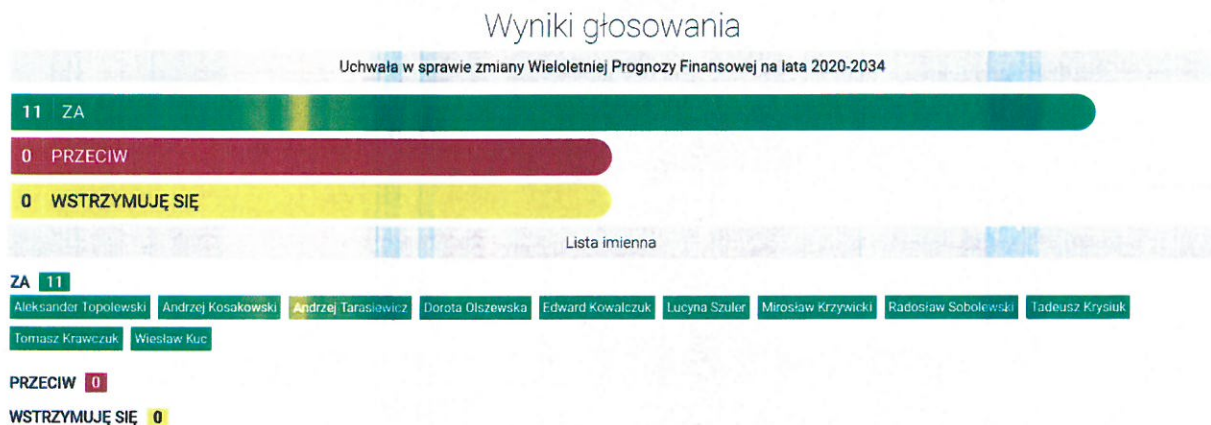 Wyniki głosowania
Uchwała w sprawie zmiany Wieloletniej Prognozy Finansowej na lata 2020-2034
11 ZA
0 PRZECIW
0 WSTRZYMUJĘ SIĘ
Lista imienna
ZA 11
Aleksander Topolewski Andrzej Kosakowski Andrzej Tarasiewicz Dorota Olszewska Edward Kowalczuk Lucyna Szuler Mirosław Krzywicki Radosław Sobolewski Tadeusz Krysiuk
Tomasz Krawczuk Wiesław Kuc
PRZECIW 0
WSTRZYMUJĘ SIĘ 0